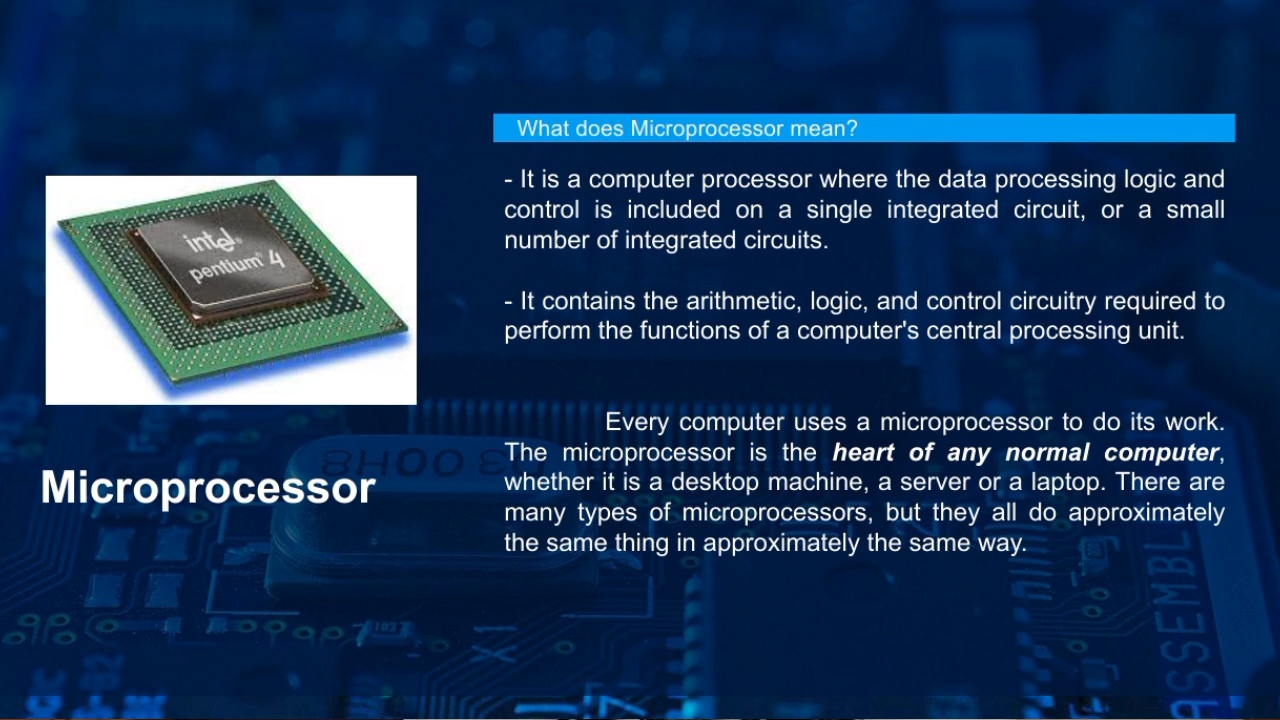 What does Microprocessor mean?
- It is a computer processor where the data processing logic and
control is included on a single integrated circuit, or a small
number of integrated circuits.
- It contains the arithmetic, logic, and control circuitry required to
perform the functions of a computer's central processing unit.
Every computer uses a microprocessor to do its work.
The microprocessor is the heart of any normal computer,
whether it is a desktop machine, a server or a laptop. There are
many types of microprocessors, but they all do approximately
the same thing in approximately the same way.
intel®
pentium® 4
Microprocessor
103
X1
ASSEMBL